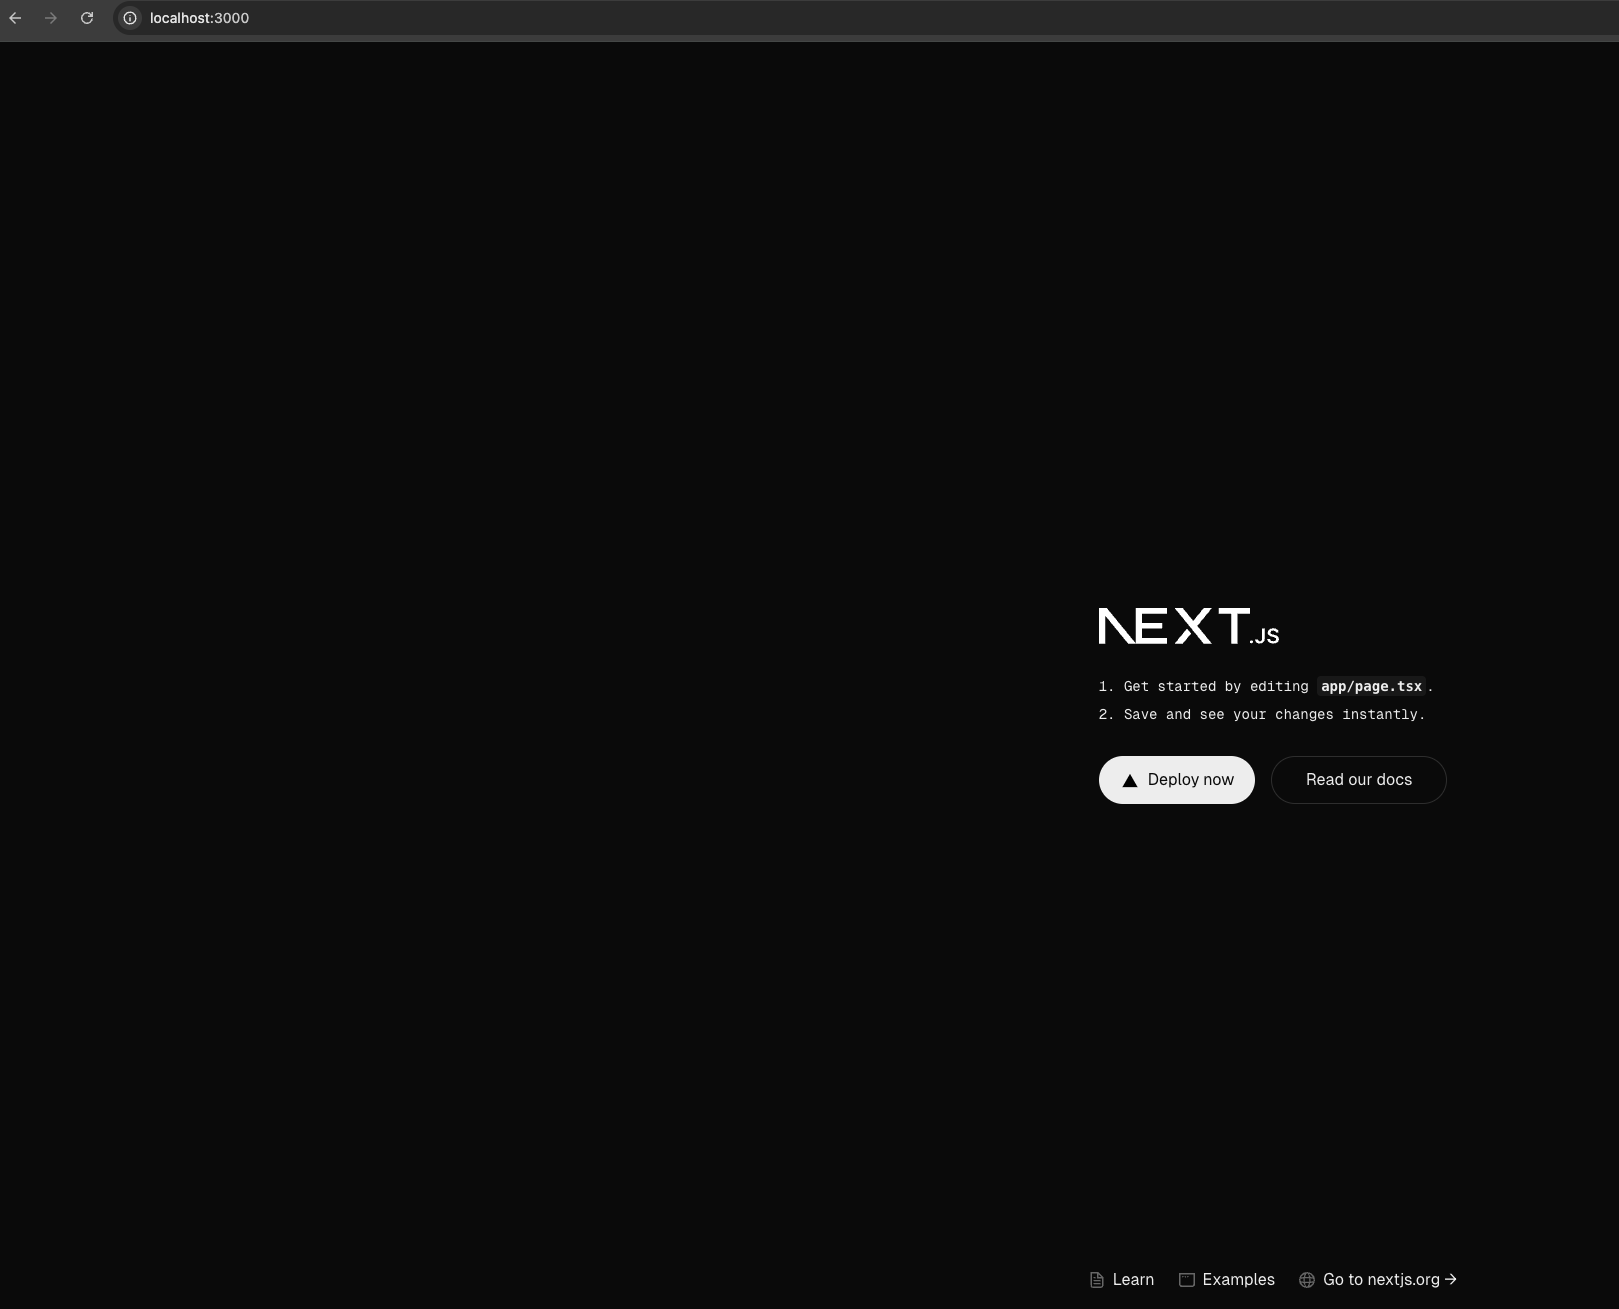 localhost:3000
NEXT.JS
1. Get started by editing app/page.tsx.
2. Save and see your changes instantly.
Deploy now Read our docs
Learn Examples Go to nextjs.org →